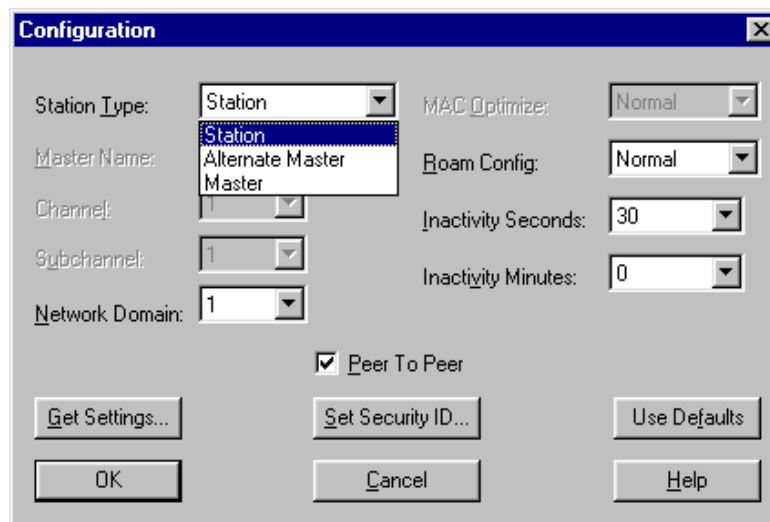 Configuration
Station Type:
Station
Station
Alternate Master
Master
Master Name:
Channel:
1
Subchannel:
1
Network Domain:
1
MAC Optimize:
Normal
Roam Config:
Normal
Inactivity Seconds:
30
Inactivity Minutes:
0
Peer To Peer
Get Settings...
Set Security ID...
Use Defaults
OK
Cancel
Help